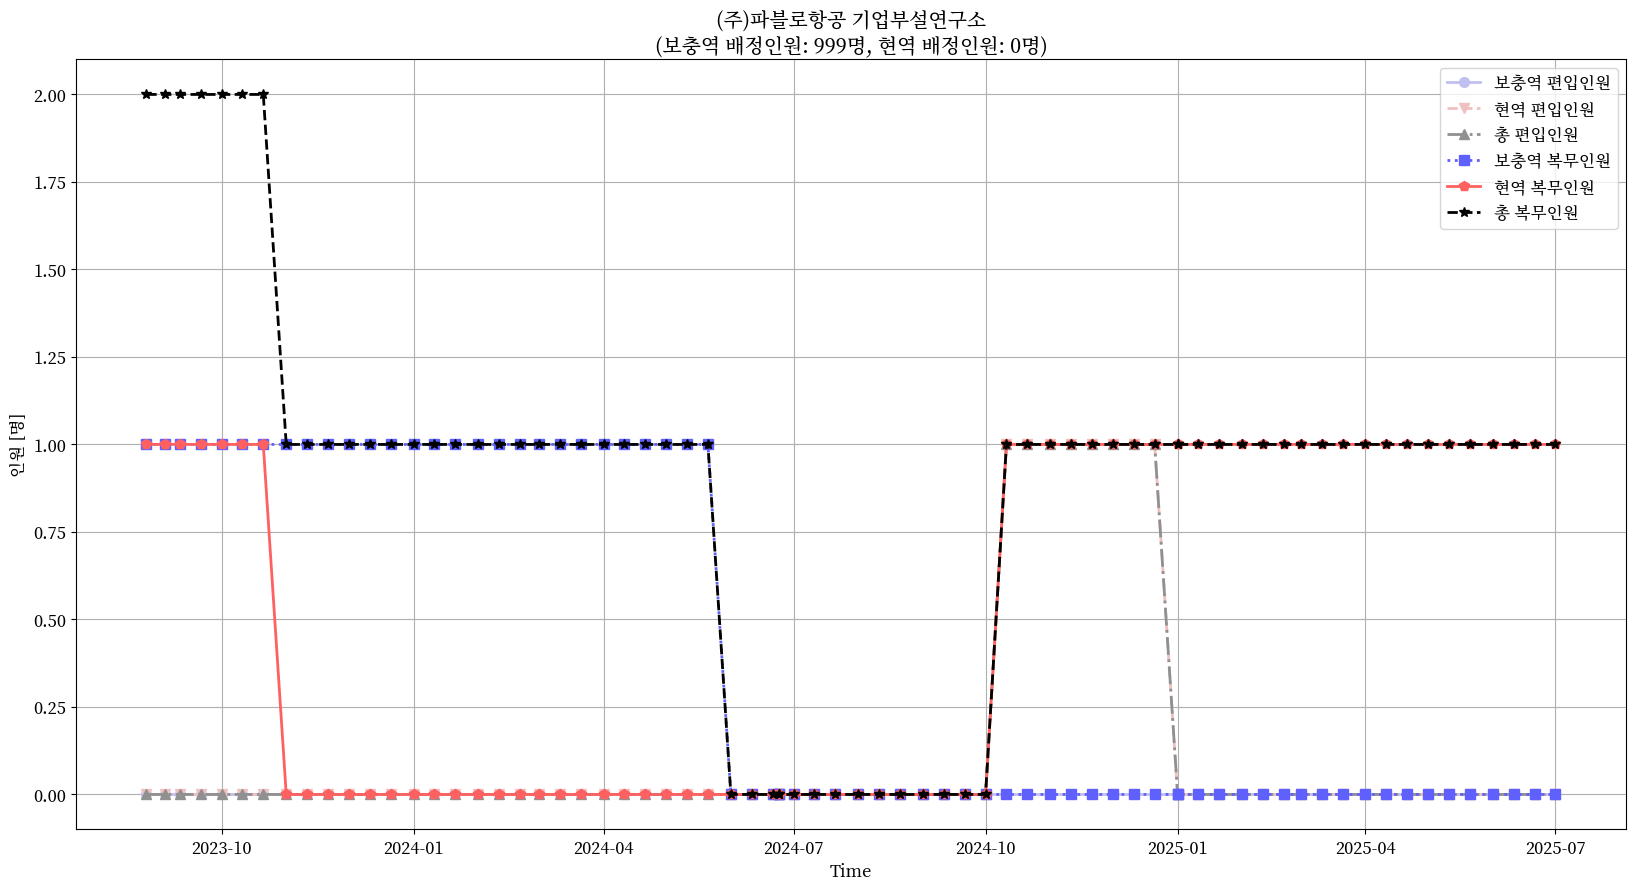 (주)파블로항공 기업부설연구소
(보충역 배정인원: 999명, 현역 배정인원: 0명)
보충역 편입인원
현역 편입인원
총 편입인원
보충역 복무인원
현역 복무인원
총 복무인원
2.00
1.75
1.50
1.25
1.00
0.75
0.50
0.25
0.00
인원 [명]
2023-10
2024-01
2024-04
2024-07
2024-10
2025-01
2025-04
2025-07
Time